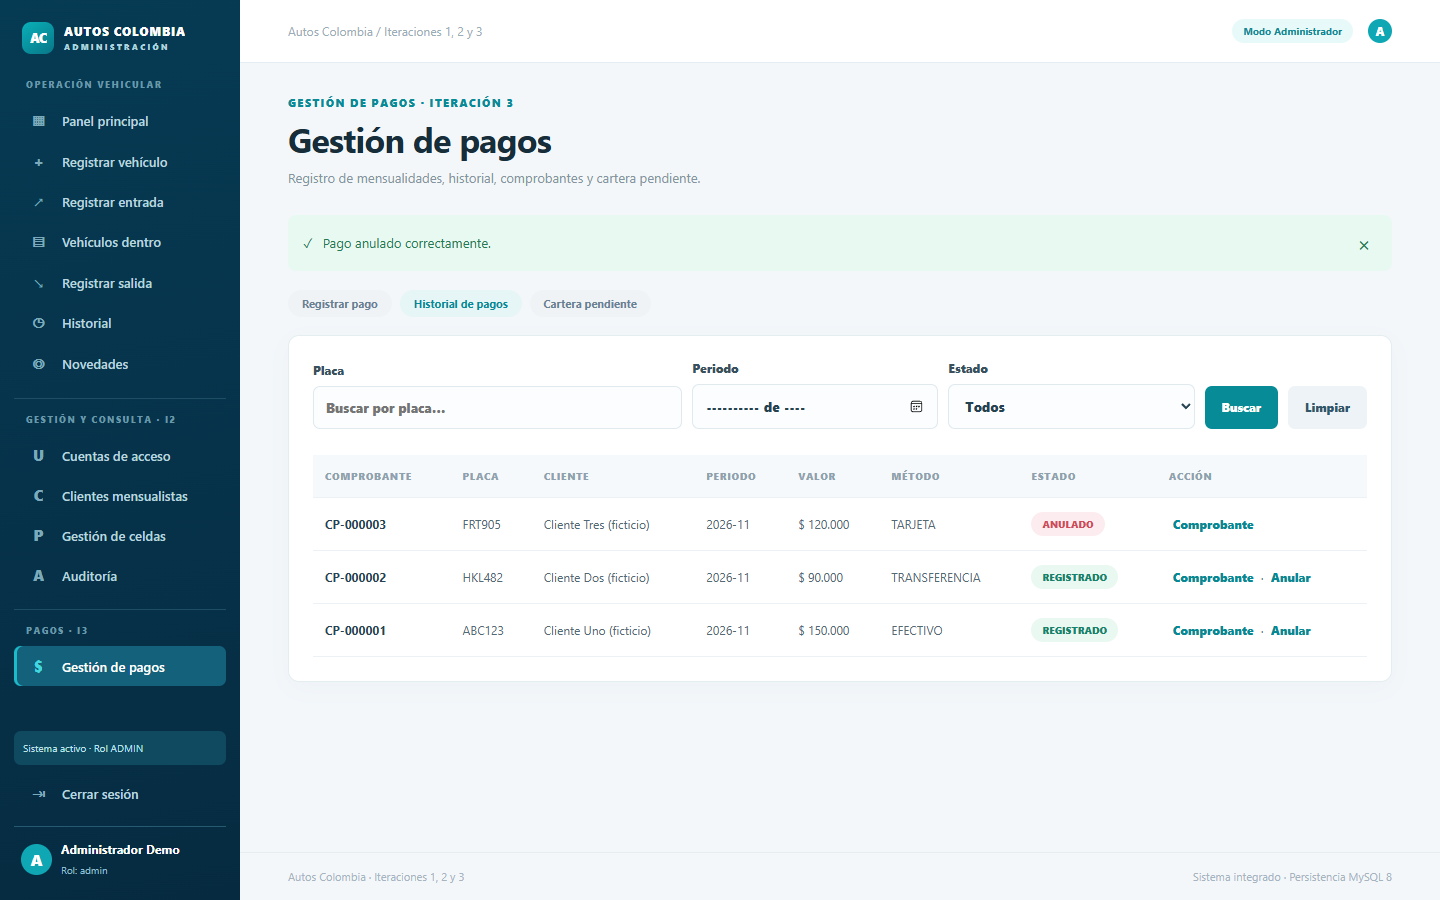 AC AUTOS COLOMBIA
ADMINISTRACIÓN
OPERACIÓN VEHICULAR
Panel principal
Registrar vehículo
Registrar entrada
Vehículos dentro
Registrar salida
Historial
Novedades
GESTIÓN Y CONSULTA · I2
U Cuentas de acceso
C Clientes mensualistas
P Gestión de celdas
A Auditoría
PAGOS · I3
$ Gestión de pagos
Sistema activo · Rol ADMIN
Cerrar sesión
A Administrador Demo
Rol: admin
Autos Colombia / Iteraciones 1, 2 y 3
Modo Administrador A
GESTIÓN DE PAGOS · ITERACIÓN 3
Gestión de pagos
Registro de mensualidades, historial, comprobantes y cartera pendiente.
✓ Pago anulado correctamente. ×
Registrar pago Historial de pagos Cartera pendiente
Placa Periodo Estado
Buscar por placa... ---------- de ---- Todos Buscar Limpiar
COMPROBANTE PLACA CLIENTE PERIODO VALOR MÉTODO ESTADO ACCIÓN
CP-000003 FRT905 Cliente Tres (ficticio) 2026-11 $ 120.000 TARJETA ANULADO Comprobante
CP-000002 HKL482 Cliente Dos (ficticio) 2026-11 $ 90.000 TRANSFERENCIA REGISTRADO Comprobante · Anular
CP-000001 ABC123 Cliente Uno (ficticio) 2026-11 $ 150.000 EFECTIVO REGISTRADO Comprobante · Anular
Autos Colombia · Iteraciones 1, 2 y 3 Sistema integrado · Persistencia MySQL 8